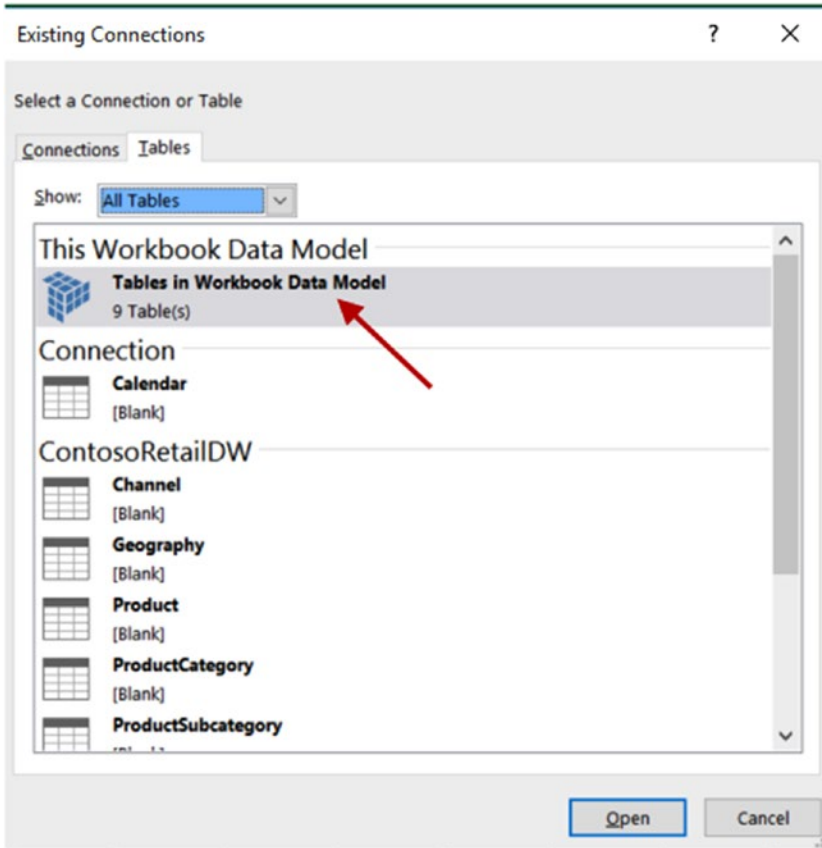 Existing Connections ?
Select a Connection or Table
Connections Tables
Show: All Tables
This Workbook Data Model
Tables in Workbook Data Model
9 Table(s)
Connection
Calendar
[Blank]
ContosoRetailDW
Channel
[Blank]
Geography
[Blank]
Product
[Blank]
ProductCategory
[Blank]
ProductSubcategory
Open Cancel